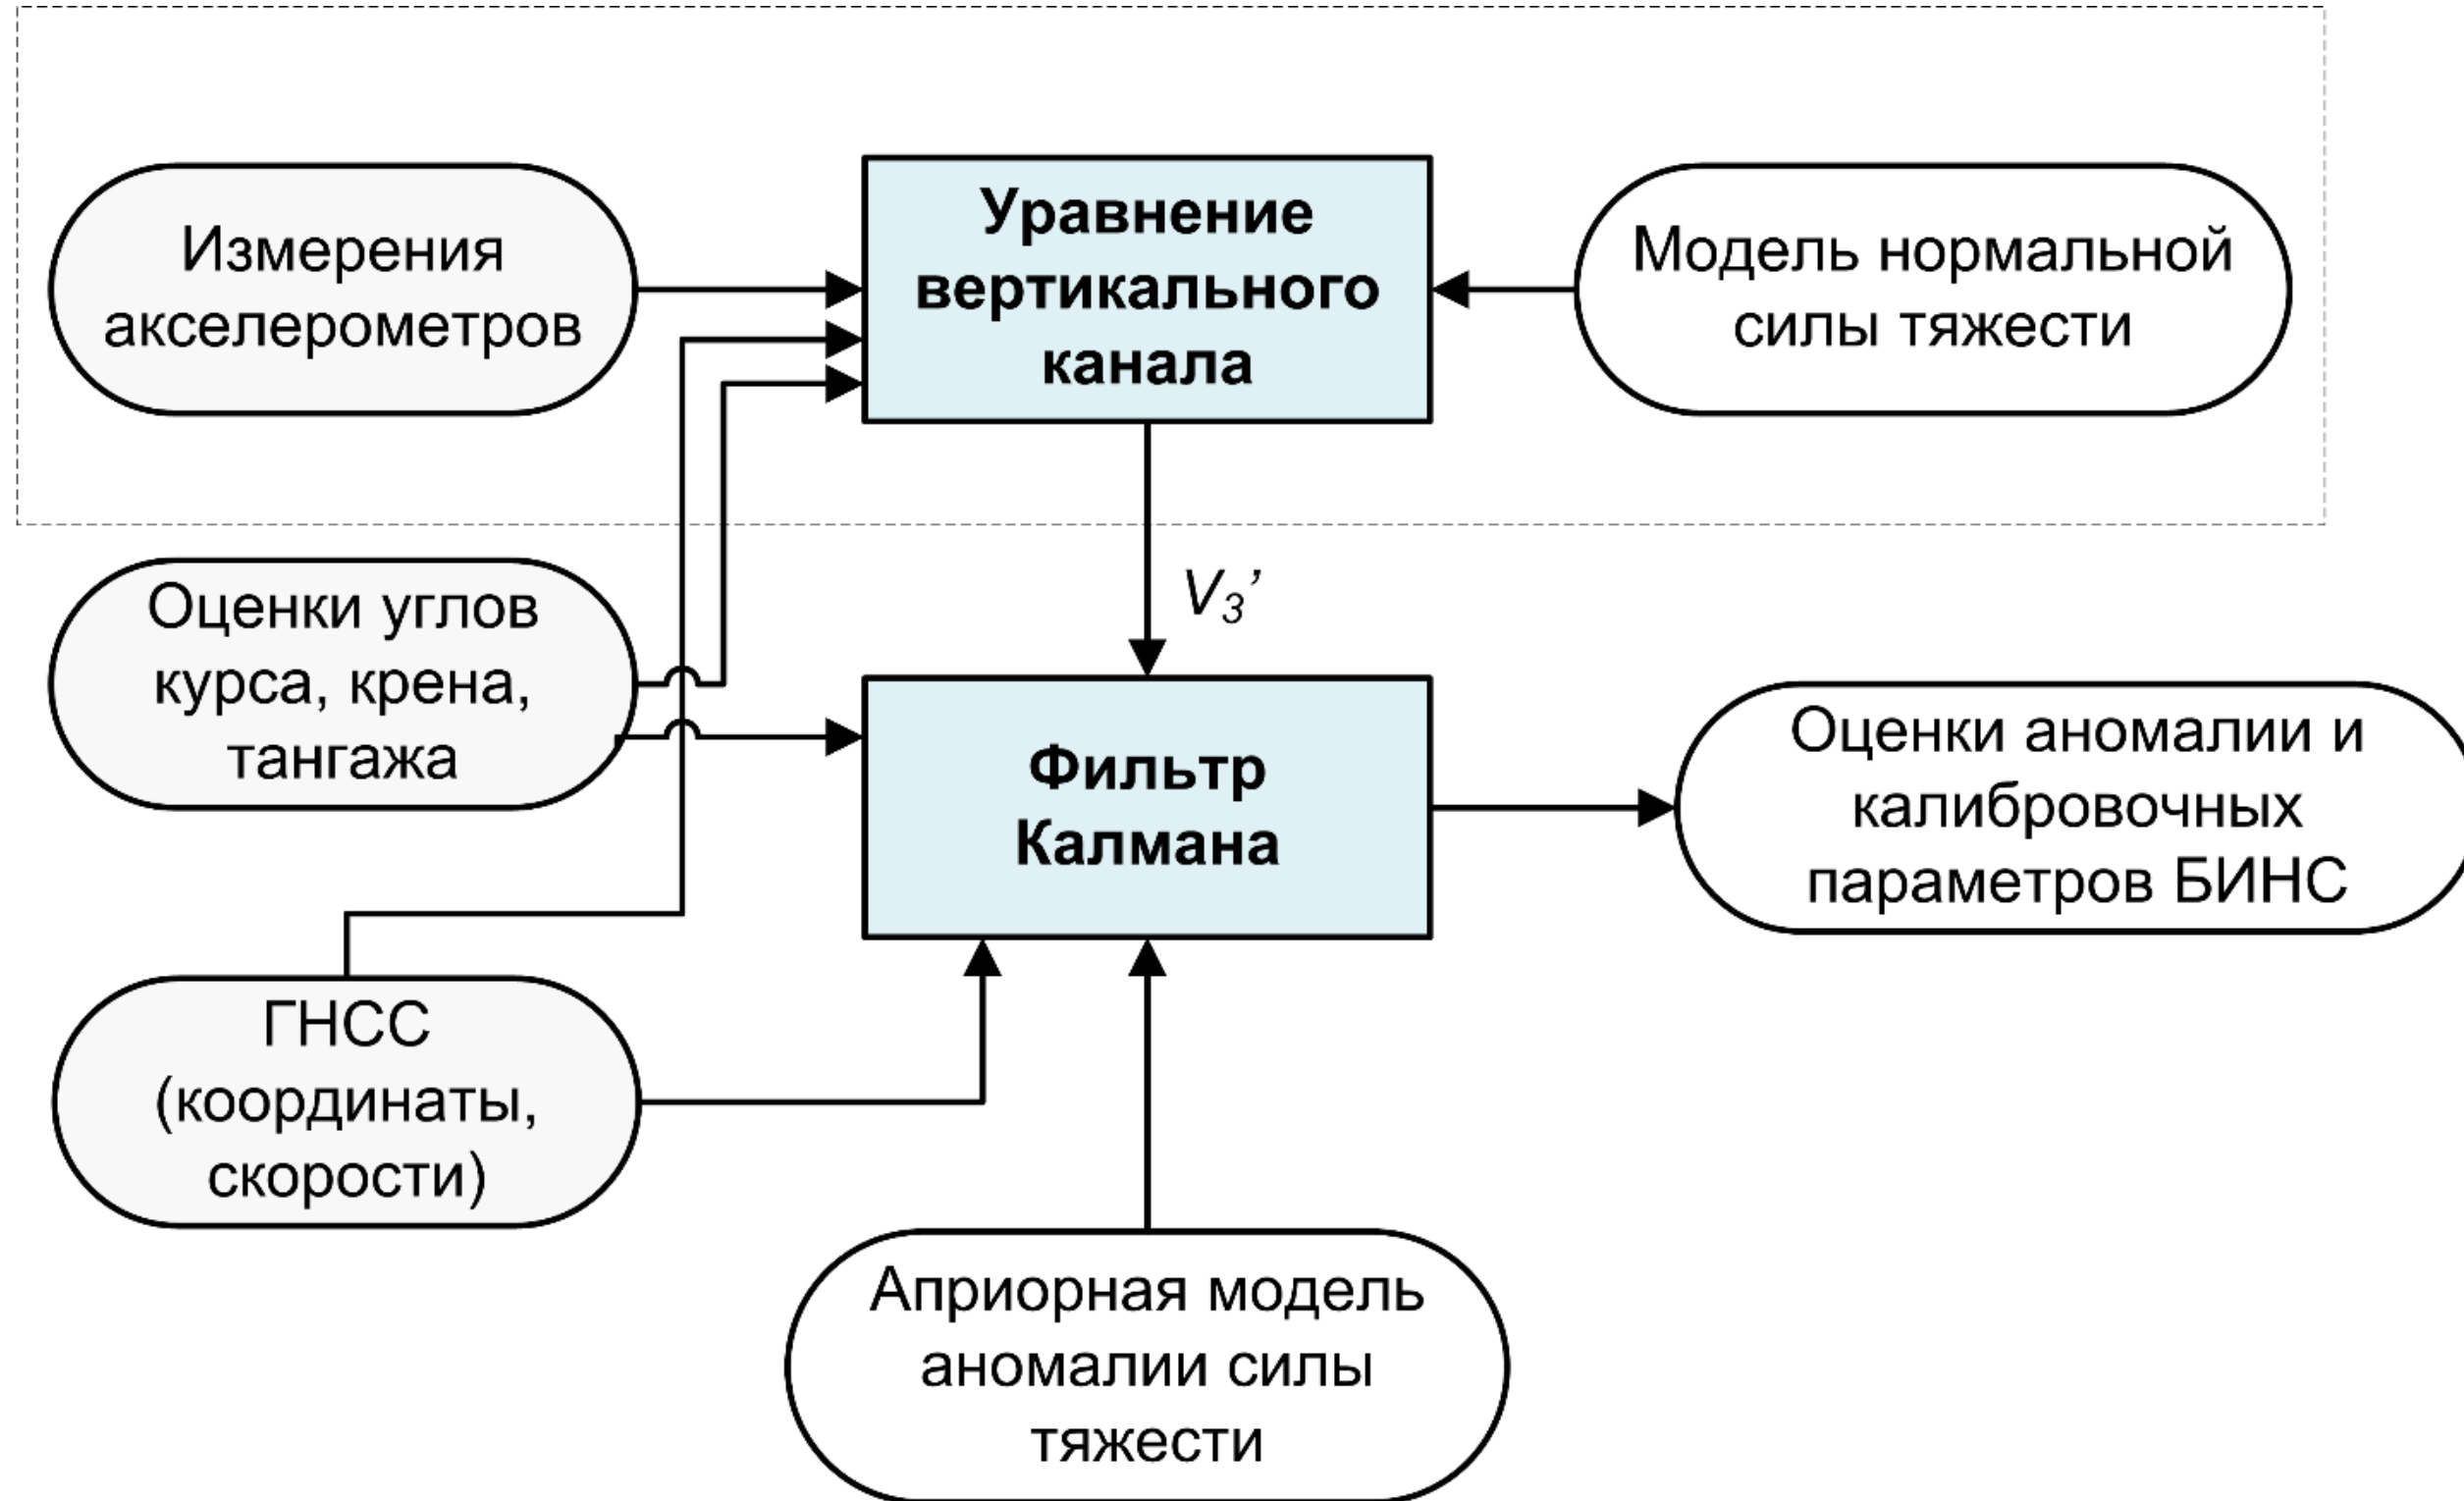 Измерения
акселерометров
Уравнение
вертикального
канала
Модель нормальной
силы тяжести
V3’
Оценки углов
курса, крена,
тангажа
Фильтр
Калмана
Оценки аномалии и
калибровочных
параметров БИНС
ГНСС
(координаты,
скорости)
Априорная модель
аномалии силы
тяжести